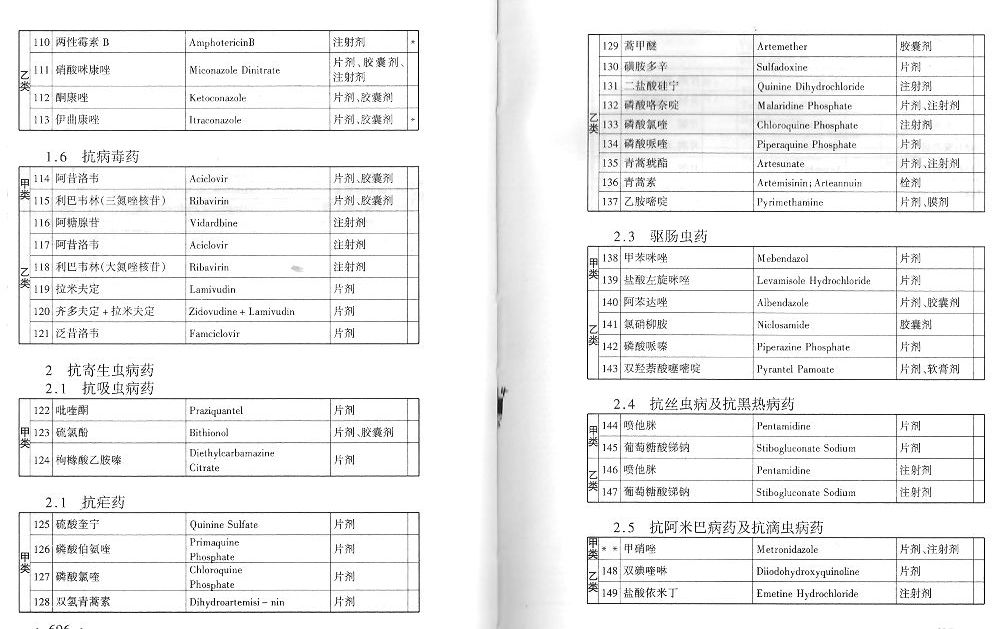 乙类
110 两性霉素 B AmphotericinB 注射剂 *
111 硝酸咪康唑 Miconazole Dinitrate 片剂、胶囊剂、
注射剂
112 酮康唑 Ketoconazole 片剂、胶囊剂
113 伊曲康唑 Itraconazole 片剂、胶囊剂 *
1.6 抗病毒药
甲类
114 阿昔洛韦 Aciclovir 片剂、胶囊剂
115 利巴韦林(三氮唑核苷) Ribavirin 片剂、胶囊剂
乙类
116 阿糖腺苷 Vidardbine 注射剂
117 阿昔洛韦 Aciclovir 注射剂
118 利巴韦林(大氮唑核苷) Ribavirin 注射剂
119 拉米夫定 Lamivudin 片剂
120 齐多夫定 + 拉米夫定 Zidovudine + Lamivudin 片剂
121 泛昔洛韦 Famciclovir 片剂
2 抗寄生虫病药
2.1 抗吸虫病药
甲类
122 吡喹酮 Praziquantel 片剂
123 硫氯酚 Bithionol 片剂、胶囊剂
124 枸橼酸乙胺嗪 Diethylcarbamazine
Citrate 片剂
2.1 抗疟药
甲类
125 硫酸奎宁 Quinine Sulfate 片剂
126 磷酸伯氨喹 Primaquine
Phosphate 片剂
127 磷酸氯喹 Chloroquine
Phosphate 片剂
128 双氢青蒿素 Dihydroartemisi－nin 片剂
乙类
129 蒿甲醚 Artemether 胶囊剂
130 磺胺多辛 Sulfadoxine 片剂
131 二盐酸硅宁 Quinine Dihydrochloride 注射剂
132 磷酸咯奈啶 Malaridine Phosphate 片剂、注射剂
133 磷酸氯喹 Chloroquine Phosphate 注射剂
134 磷酸哌喹 Piperaquine Phosphate 片剂
135 青蒿琥酯 Artesunate 片剂、注射剂
136 青蒿素 Artemisinin; Arteannuin 栓剂
137 乙胺嘧啶 Pyrimethamine 片剂、膜剂
2.3 驱肠虫药
甲类
138 甲苯咪唑 Mebendazol 片剂
139 盐酸左旋咪唑 Levamisole Hydrochloride 片剂
乙类
140 阿苯达唑 Albendazole 片剂、胶囊剂
141 氯硝柳胺 Niclosamide 胶囊剂
142 磷酸哌嗪 Piperazine Phosphate 片剂
143 双羟萘酸噻嘧啶 Pyrantel Pamoate 片剂、软膏剂
2.4 抗丝虫病及抗黑热病药
甲类
144 喷他脒 Pentamidine 片剂
145 葡萄糖酸锑钠 Stibogluconate Sodium 片剂
乙类
146 喷他脒 Pentamidine 注射剂
147 葡萄糖酸锑钠 Stibogluconate Sodium 注射剂
2.5 抗阿米巴病药及抗滴虫病药
甲类
* * 甲硝唑 Metronidazole 片剂、注射剂
乙类
148 双碘喹啉 Diiodohydroxyquinoline 片剂
149 盐酸依米丁 Emetine Hydrochloride 注射剂